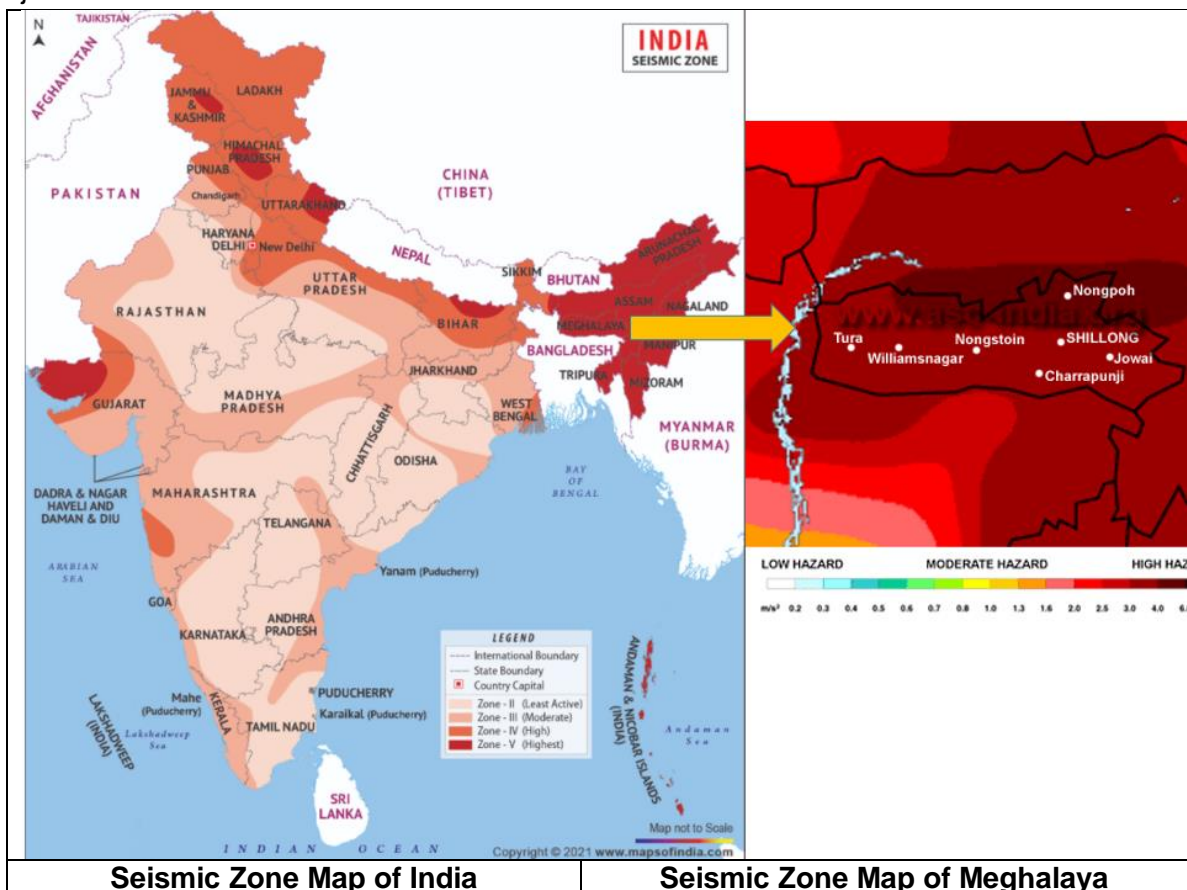 N
TAJIKISTAN
AFGHANISTAN
INDIA
SEISMIC ZONE
LADAKH
JAMMU
&
KASHMIR
HIMACHAL
PRADESH
PUNJAB
Chandigarh
UTTARAKHAND
PAKISTAN
CHINA
(TIBET)
HARYANA
DELHI
New Delhi
NEPAL
ARUNACHAL
PRADESH
SIKKIM
BHUTAN
UTTAR
PRADESH
ASSAM
NAGALAND
RAJASTHAN
BIHAR
MEGHALAYA
BANGLADESH
MANIPUR
JHARKHAND
TRIPURA
MIZORAM
GUJARAT
MADHYA
PRADESH
WEST
BENGAL
CHHATTISGARH
MYANMAR
(BURMA)
ODISHA
BAY
OF
BENGAL
DADRA & NAGAR
HAVELI AND
DAMAN & DIU
MAHARASHTRA
TELANGANA
ARABIAN
SEA
Yanam (Puducherry)
GOA
ANDHRA
PRADESH
KARNATAKA
LEGEND
International Boundary
State Boundary
Country Capital
Zone - II (Least Active)
Zone - III (Moderate)
Zone - IV (High)
Zone - V (Highest)
PUDUCHERRY
Mahe
(Puducherry)
Karaikal (Puducherry)
LAKSHADWEEP
(INDIA)
Lakshadweep
Sea
KERALA
TAMIL NADU
ANDAMAN & NICOBAR ISLANDS
(INDIA)
Andaman
Sea
SRI
LANKA
Map not to Scale
INDIAN OCEAN
Copyright © 2021 www.mapsofindia.com
Nongpoh
Tura
Williamsnagar
Nongstoin
SHILLONG
Jowai
Charrapunji
LOW HAZARD MODERATE HAZARD HIGH HAZ
m/s² 0.2 0.3 0.4 0.5 0.6 0.7 0.8 1.0 1.3 1.6 2.0 2.5 3.0 4.0 6.
Seismic Zone Map of India
Seismic Zone Map of Meghalaya